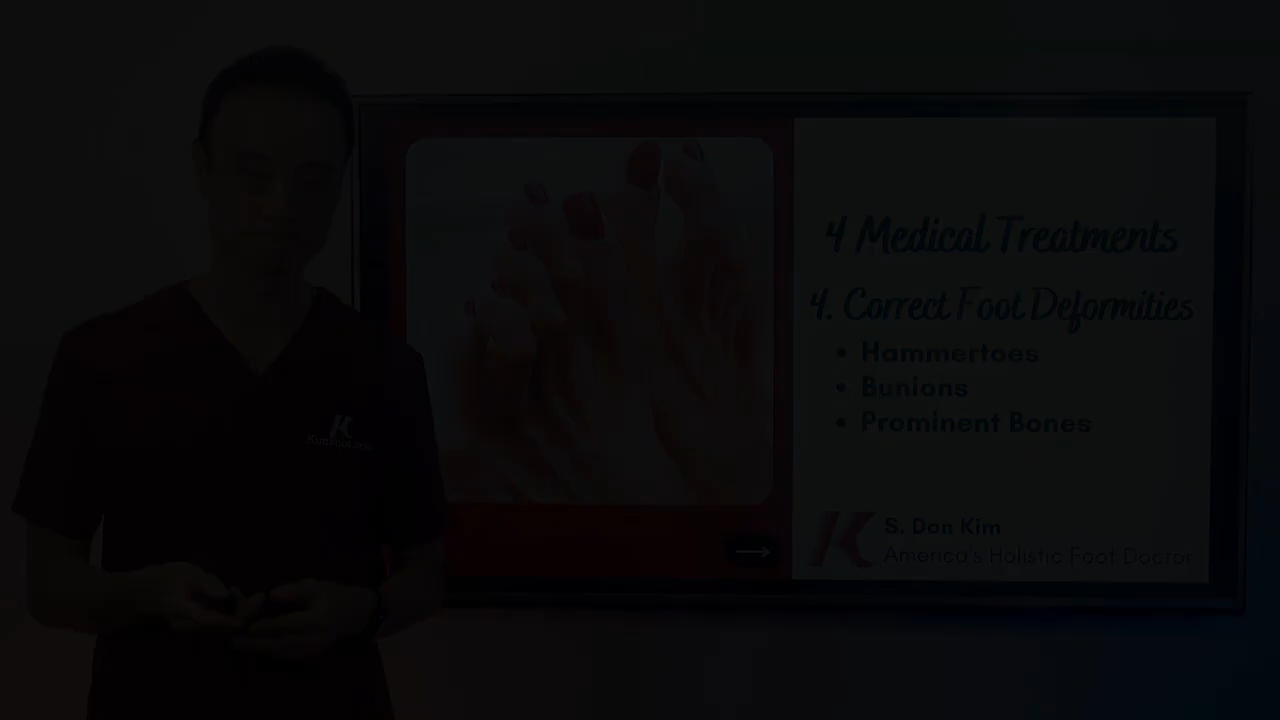 4 Medical Treatments
4. Correct Foot Deformities
• Hammertoes
• Bunions
• Prominent Bones
K
S. Don Kim
America's Holistic Foot Doctor
K